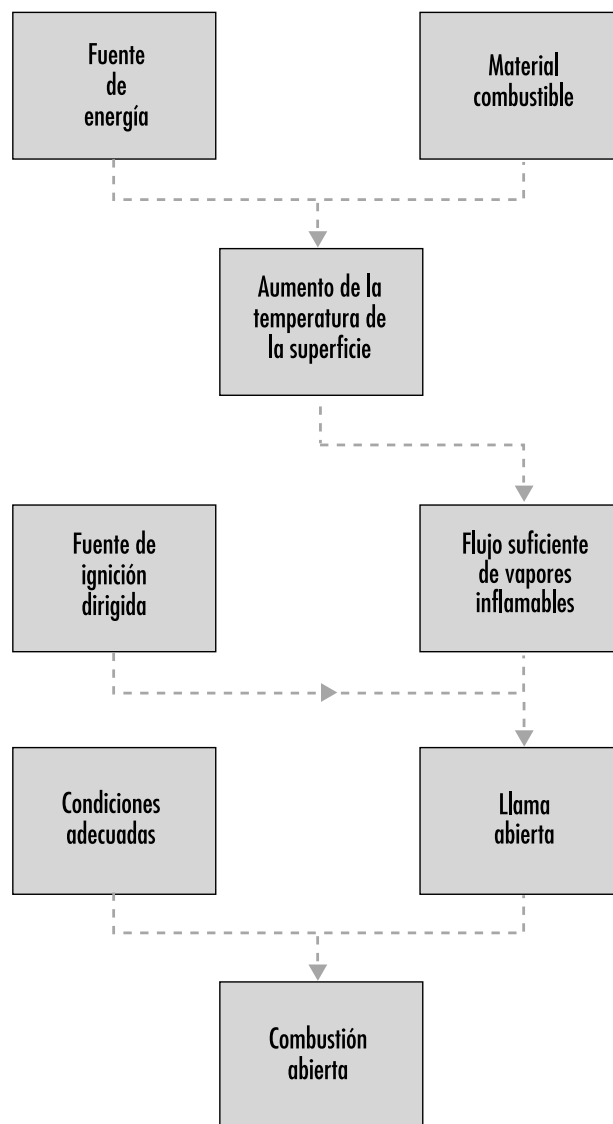 Fuente
de
energía
Material
combustible
Aumento de la
temperatura de
la superficie
Fuente de
ignición
dirigida
Flujo suficiente
de vapores
inflamables
Condiciones
adecuadas
Llama
abierta
Combustión
abierta